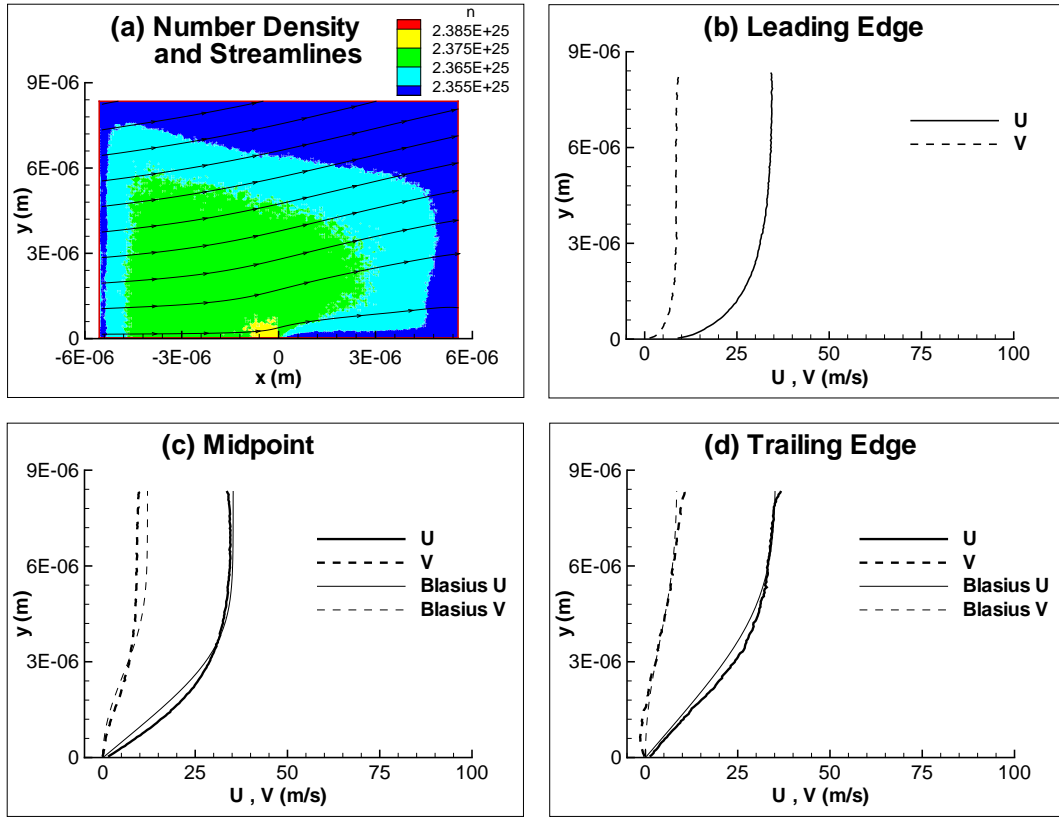 (a) Number Density
and Streamlines
n
2.385E+25
2.375E+25
2.365E+25
2.355E+25
y (m)
9E-06
6E-06
3E-06
0
-6E-06 -3E-06 0 3E-06 6E-06
x (m)
(b) Leading Edge
U
V
y (m)
9E-06
6E-06
3E-06
0
0 25 50 75 100
U , V (m/s)
(c) Midpoint
U
V
Blasius U
Blasius V
y (m)
9E-06
6E-06
3E-06
0
0 25 50 75 100
U , V (m/s)
(d) Trailing Edge
U
V
Blasius U
Blasius V
y (m)
9E-06
6E-06
3E-06
0
0 25 50 75 100
U , V (m/s)